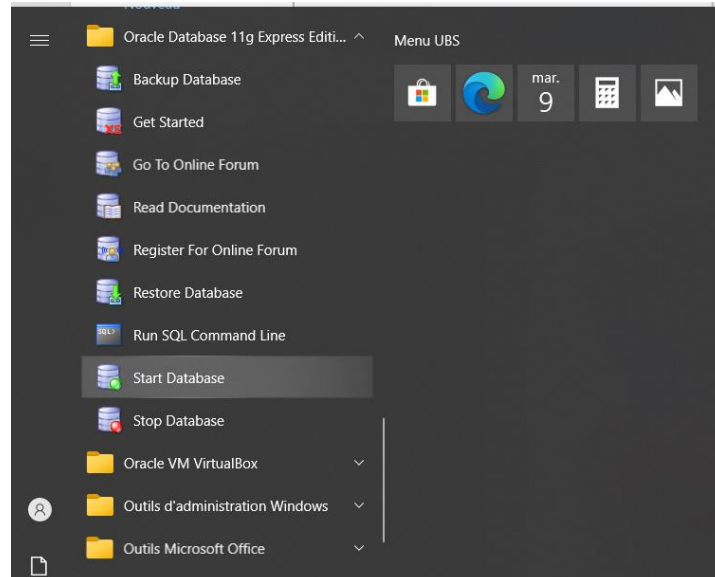 Nouveau
Oracle Database 11g Express Editi...
Backup Database
Get Started
Go To Online Forum
Read Documentation
Register For Online Forum
Restore Database
SQL>
Run SQL Command Line
Start Database
Stop Database
Oracle VM VirtualBox
Outils d'administration Windows
Outils Microsoft Office
Menu UBS
mar.
9